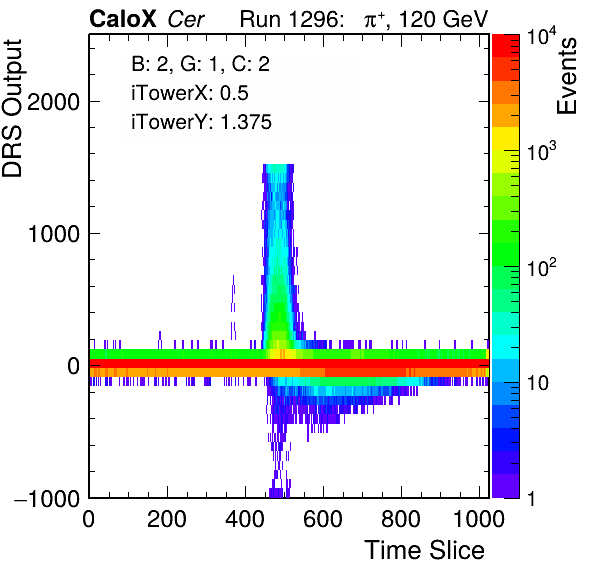 CaloX Cer Run 1296: π⁺, 120 GeV
B: 2, G: 1, C: 2
iTowerX: 0.5
iTowerY: 1.375
DRS Output
2000
1000
0
−1000
0 200 400 600 800 1000
Time Slice
Events
10⁴
10³
10²
10
1